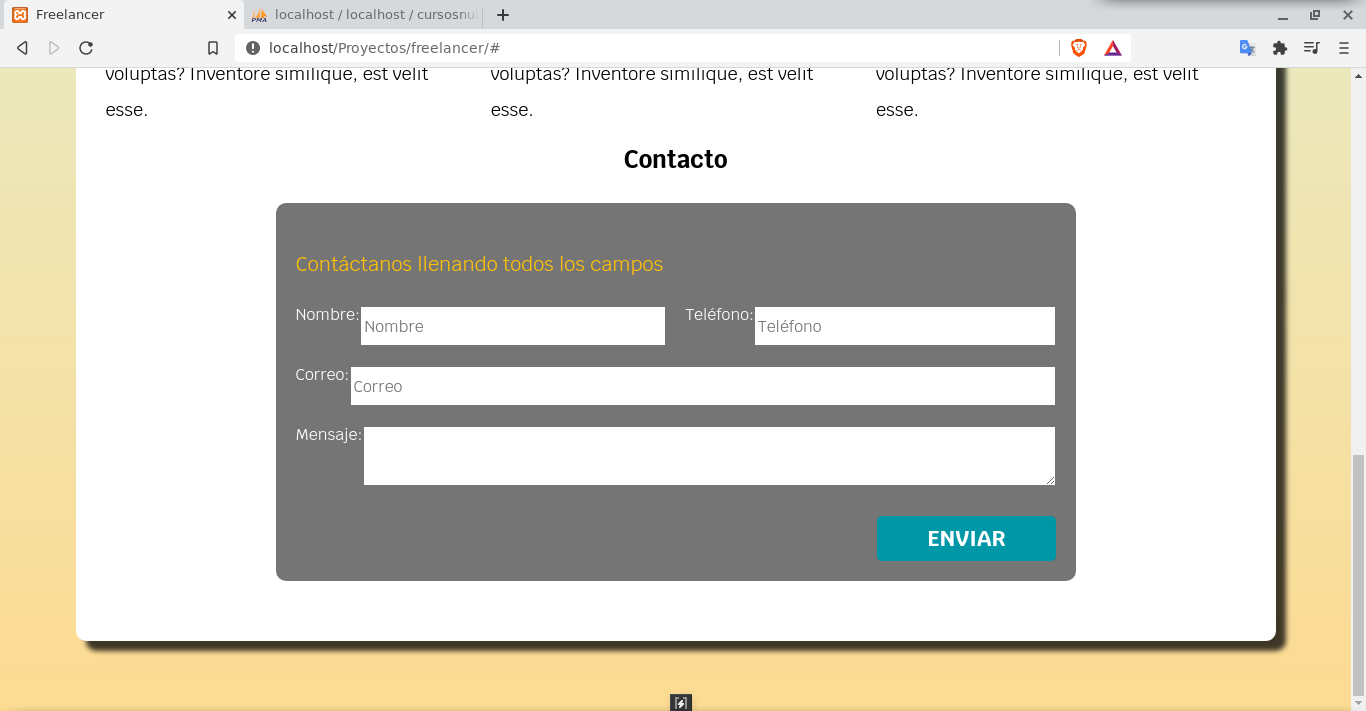 Freelancer
localhost / localhost / cursosnu
localhost/Proyectos/freelancer/#
voluptas? Inventore similique, est velit
esse.
voluptas? Inventore similique, est velit
esse.
voluptas? Inventore similique, est velit
esse.
Contacto
Contáctanos llenando todos los campos
Nombre: Nombre
Teléfono: Teléfono
Correo: Correo
Mensaje:
ENVIAR